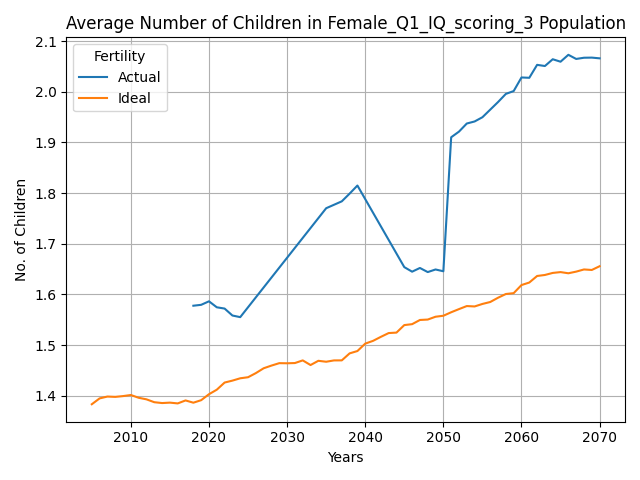 Average Number of Children in Female_Q1_IQ_scoring_3 Population
2.1
2.0
1.9
1.8
1.7
1.6
1.5
1.4
No. of Children
Fertility
Actual
Ideal
2010 2020 2030 2040 2050 2060 2070
Years